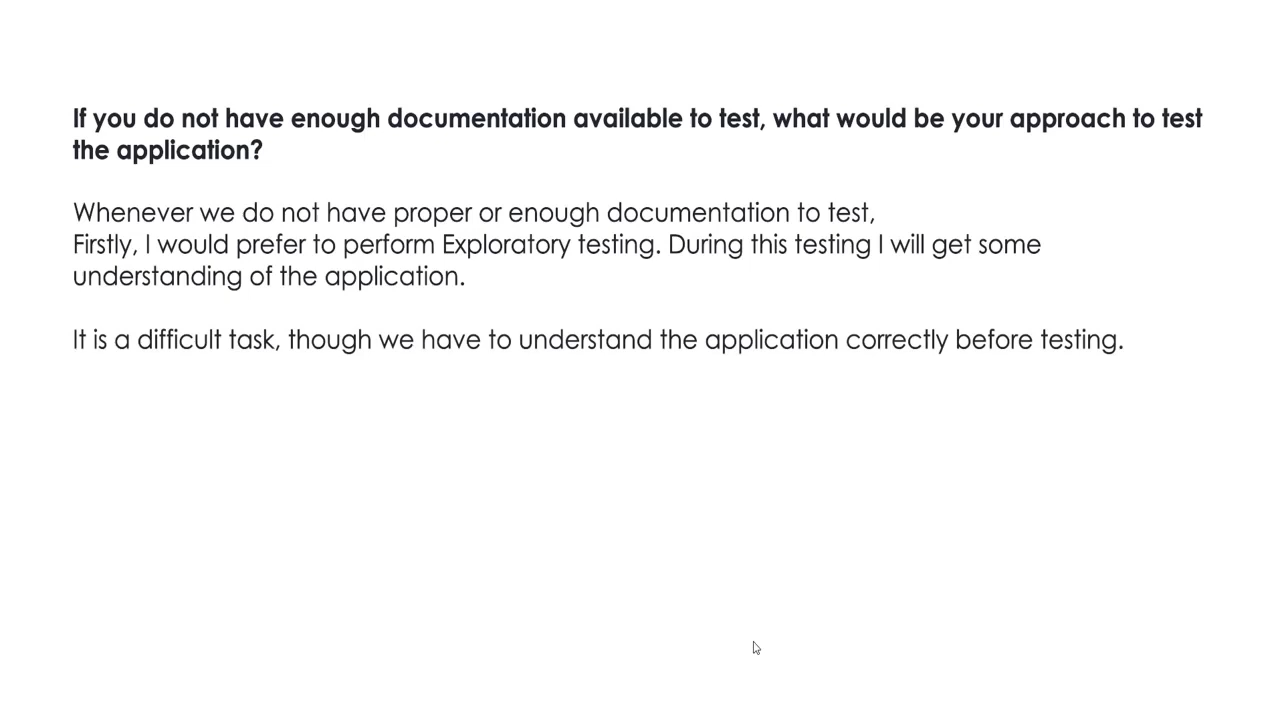 If you do not have enough documentation available to test, what would be your approach to test
the application?
Whenever we do not have proper or enough documentation to test,
Firstly, I would prefer to perform Exploratory testing. During this testing I will get some
understanding of the application.
It is a difficult task, though we have to understand the application correctly before testing.